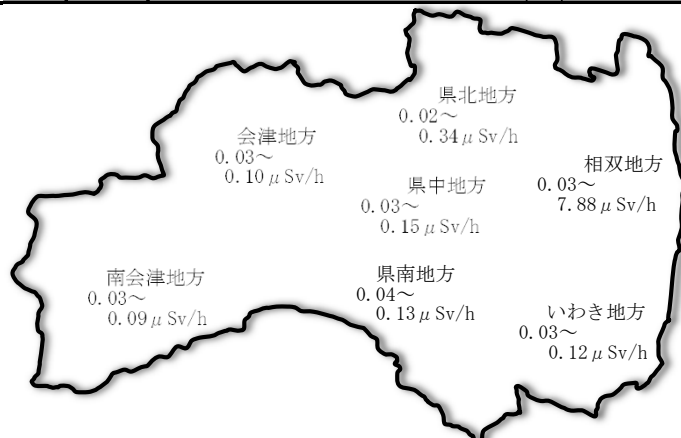 県北地方
0.02～
0.34μSv/h
会津地方
0.03～
0.10μSv/h
相双地方
0.03～
7.88μSv/h
県中地方
0.03～
0.15μSv/h
南会津地方
0.03～
0.09μSv/h
県南地方
0.04～
0.13μSv/h
いわき地方
0.03～
0.12μSv/h